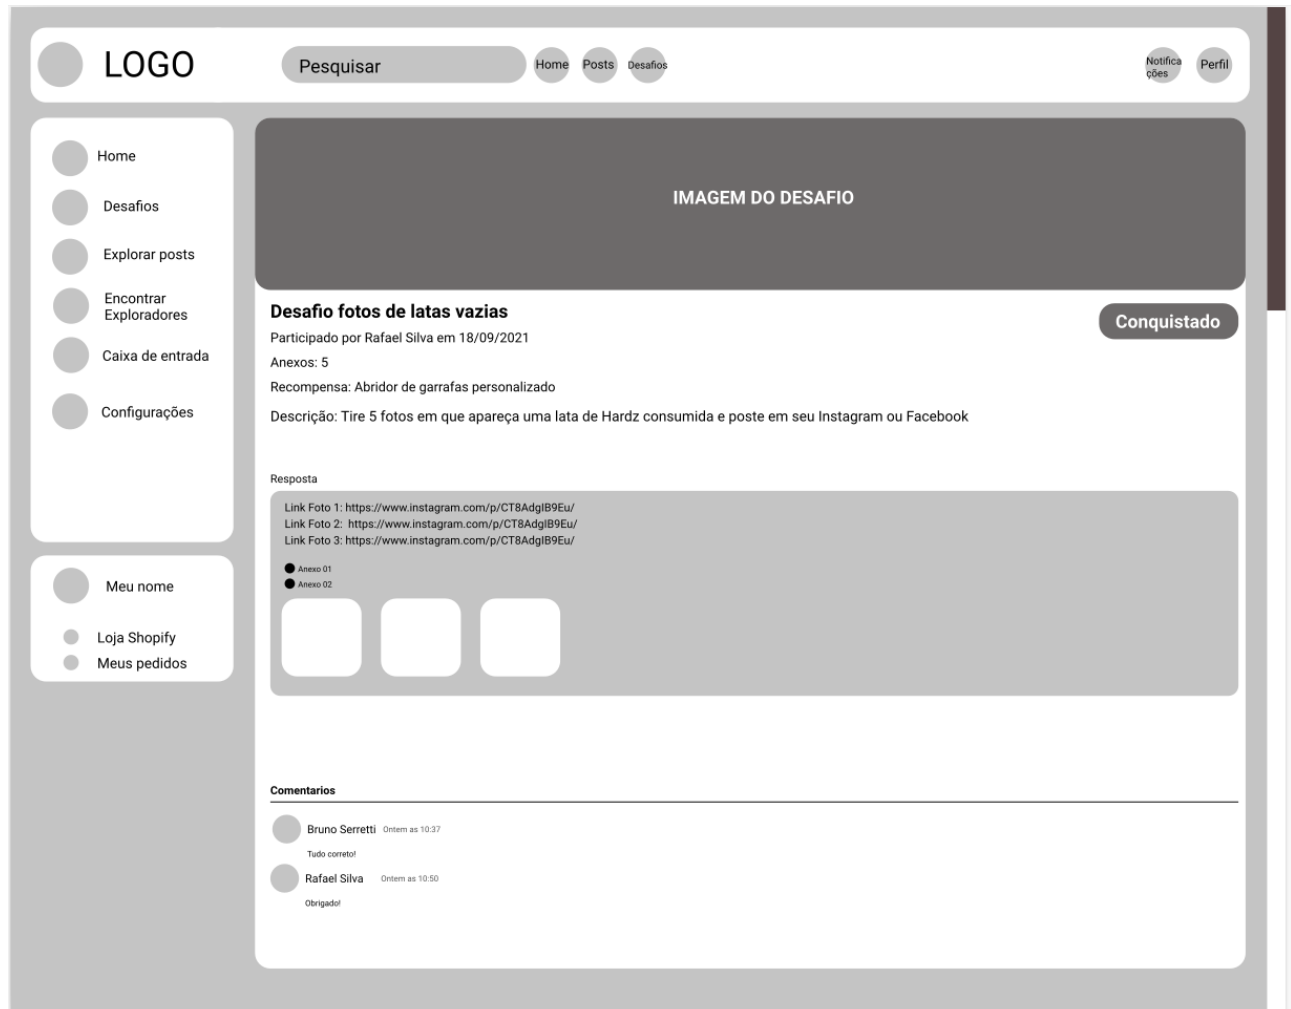 LOGO
Pesquisar
Home
Posts
Desafios
Notifica
ções
Perfil
Home
Desafios
Explorar posts
Encontrar
Exploradores
Caixa de entrada
Configurações
Meu nome
Loja Shopify
Meus pedidos
IMAGEM DO DESAFIO
Desafio fotos de latas vazias
Conquistado
Participado por Rafael Silva em 18/09/2021
Anexos: 5
Recompensa: Abridor de garrafas personalizado
Descrição: Tire 5 fotos em que apareça uma lata de Hardz consumida e poste em seu Instagram ou Facebook
Resposta
Link Foto 1: https://www.instagram.com/p/CT8AdgIB9Eu/
Link Foto 2: https://www.instagram.com/p/CT8AdgIB9Eu/
Link Foto 3: https://www.instagram.com/p/CT8AdgIB9Eu/
Anexo 01
Anexo 02
Comentarios
Bruno Serretti Ontem as 10:37
Tudo correto!
Rafael Silva Ontem as 10:50
Obrigado!